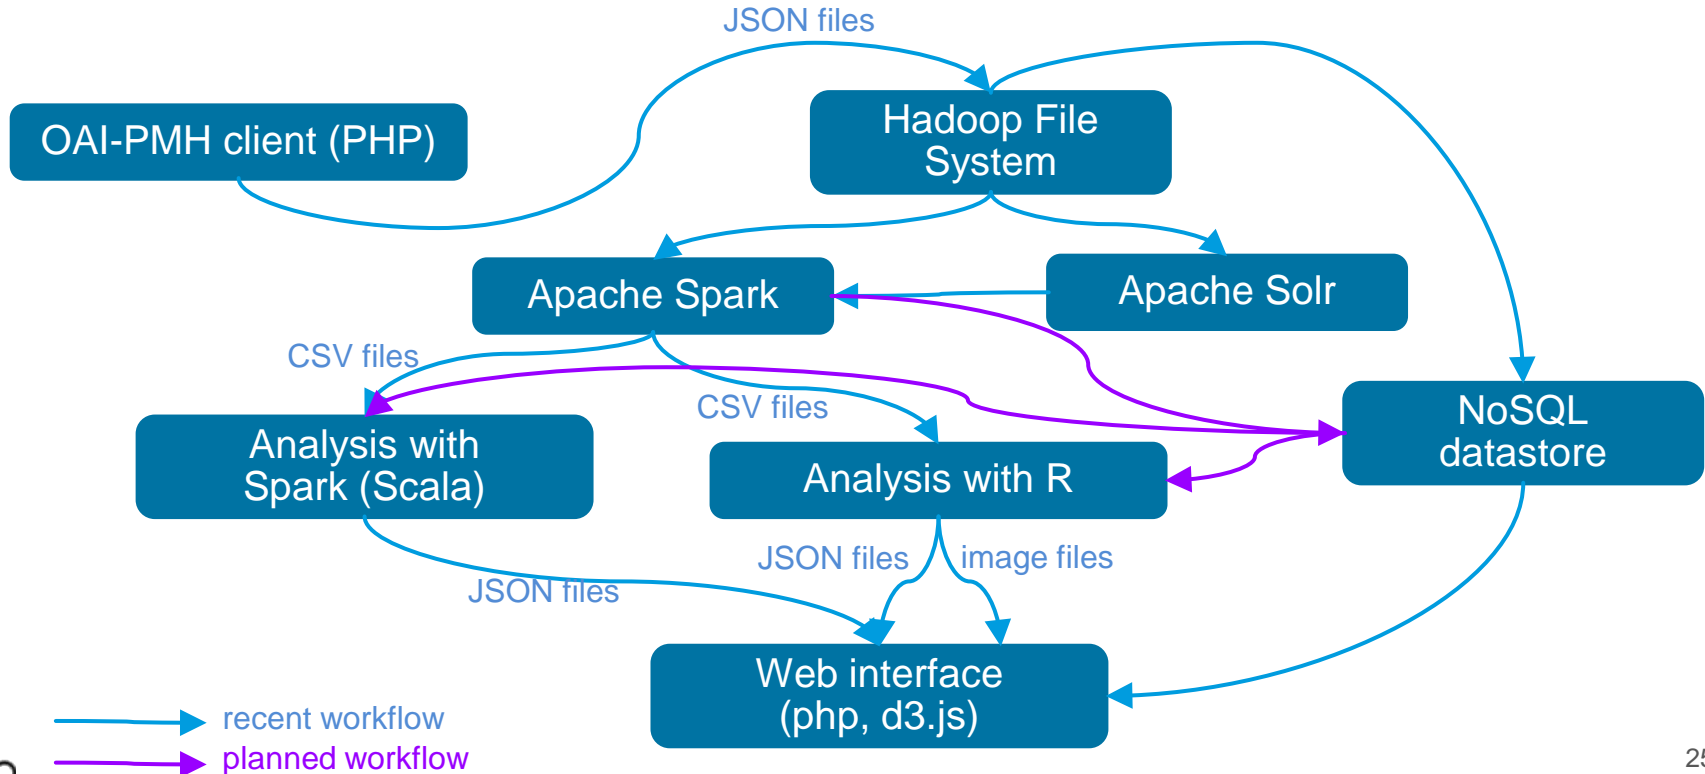 JSON files
OAI-PMH client (PHP)
Hadoop File
System
Apache Spark
Apache Solr
CSV files
CSV files
NoSQL
datastore
Analysis with
Spark (Scala)
Analysis with R
JSON files
image files
JSON files
Web interface
(php, d3.js)
recent workflow
planned workflow
25